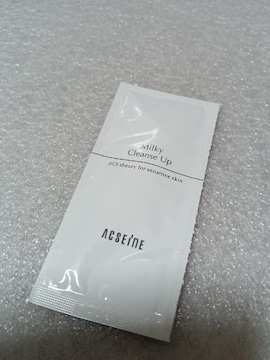 Milky
Cleanse Up
ACS theory for sensitive skin
ACSEINE